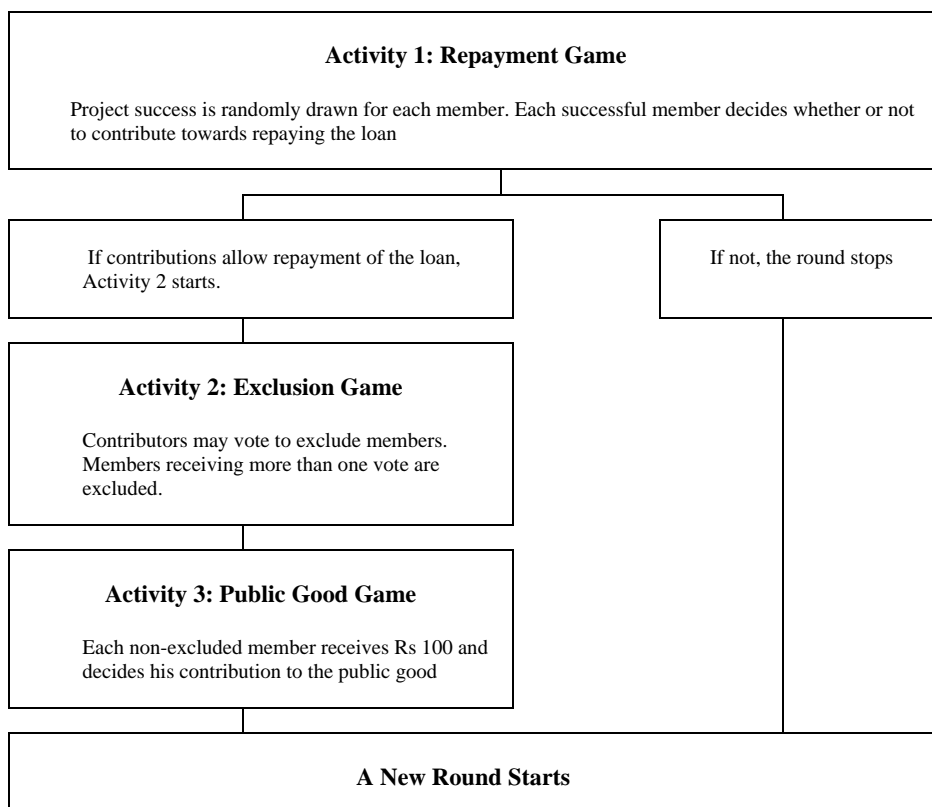 Activity 1: Repayment Game
Project success is randomly drawn for each member. Each successful member decides whether or not
to contribute towards repaying the loan
If contributions allow repayment of the loan,
Activity 2 starts.
If not, the round stops
Activity 2: Exclusion Game
Contributors may vote to exclude members.
Members receiving more than one vote are
excluded.
Activity 3: Public Good Game
Each non-excluded member receives Rs 100 and
decides his contribution to the public good
A New Round Starts